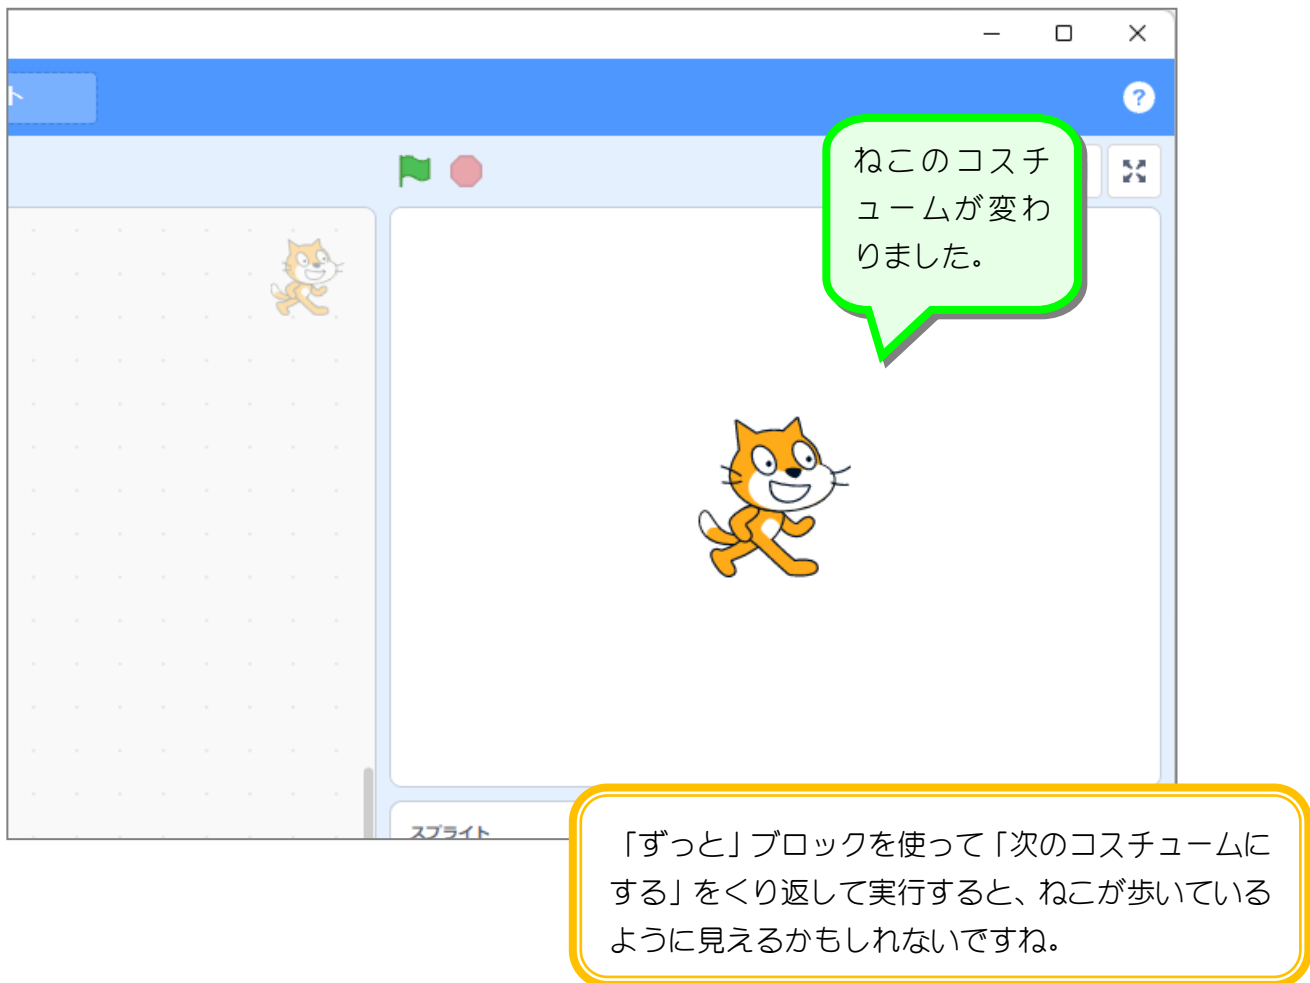 ト
?
ねこのコスチ
ュームが変わ
りました。
スプライト
「ずっと」ブロックを使って「次のコスチュームに
する」をくり返して実行すると、ねこが歩いている
ように見えるかもしれないですね。